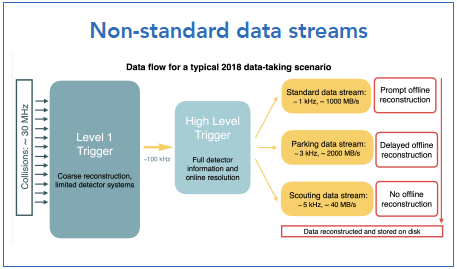 Non-standard data streams
Data flow for a typical 2018 data-taking scenario
Collisions: ~ 30 MHz
Level 1
Trigger
Coarse reconstruction,
limited detector systems
~100 kHz
High Level
Trigger
Full detector
information and
online resolution
Standard data stream:
~ 1 kHz, ~ 1000 MB/s
Prompt offline
reconstruction
Parking data stream:
~ 3 kHz, ~ 2000 MB/s
Delayed offline
reconstruction
Scouting data stream:
~ 5 kHz, ~ 40 MB/s
No offline
reconstruction
Data reconstructed and stored on disk